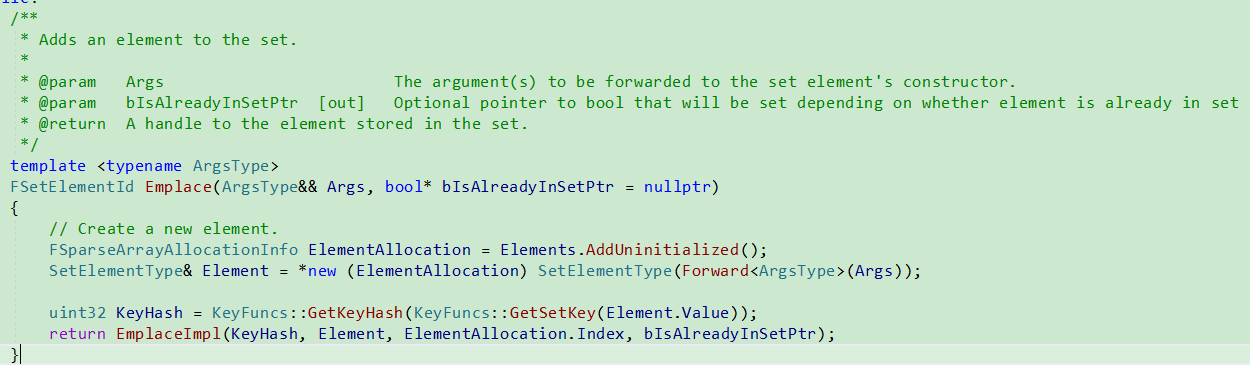 /**
* Adds an element to the set.
*
* @param   Args                        The argument(s) to be forwarded to the set element's constructor.
* @param   bIsAlreadyInSetPtr  [out]   Optional pointer to bool that will be set depending on whether element is already in set
* @return  A handle to the element stored in the set.
*/
template <typename ArgsType>
FSetElementId Emplace(ArgsType&& Args, bool* bIsAlreadyInSetPtr = nullptr)
{
    // Create a new element.
    FSparseArrayAllocationInfo ElementAllocation = Elements.AddUninitialized();
    SetElementType& Element = *new (ElementAllocation) SetElementType(Forward<ArgsType>(Args));

    uint32 KeyHash = KeyFuncs::GetKeyHash(KeyFuncs::GetSetKey(Element.Value));
    return EmplaceImpl(KeyHash, Element, ElementAllocation.Index, bIsAlreadyInSetPtr);
}